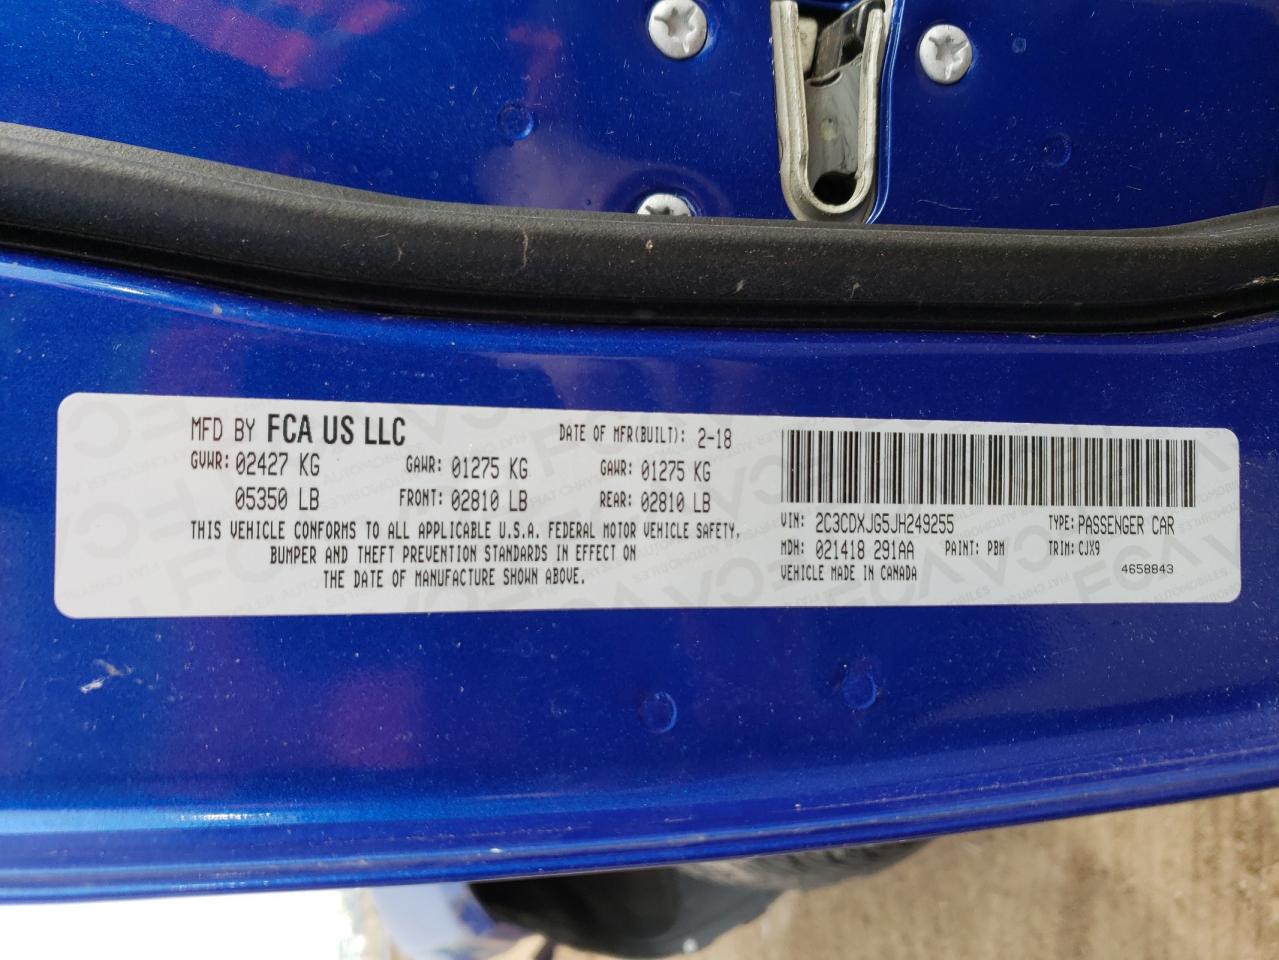 MFD BY FCA US LLC DATE OF MFR(BUILT): 2-18
GVWR: 02427 KG GAWR: 01275 KG GAWR: 01275 KG
05350 LB FRONT: 02810 LB REAR: 02810 LB
THIS VEHICLE CONFORMS TO ALL APPLICABLE U.S.A. FEDERAL MOTOR VEHICLE SAFETY,
BUMPER AND THEFT PREVENTION STANDARDS IN EFFECT ON
THE DATE OF MANUFACTURE SHOWN ABOVE.
VIN: 2C3CDXJG5JH249255 TYPE: PASSENGER CAR
MDH: 021418 291AA PAINT: PBM TRIM: CJX9
VEHICLE MADE IN CANADA 4658843